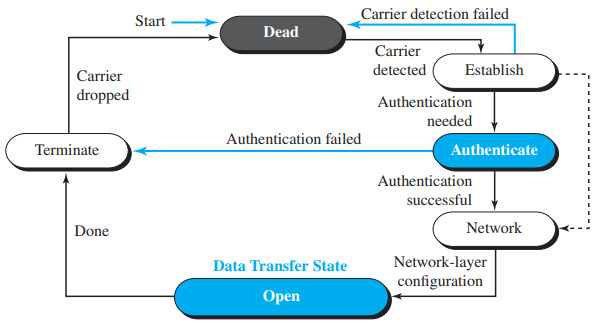 Start
Carrier detection failed
Dead
Carrier
detected
Establish
Carrier
dropped
Authentication
needed
Terminate
Authentication failed
Authenticate
Authentication
successful
Done
Network
Data Transfer State
Network-layer
configuration
Open